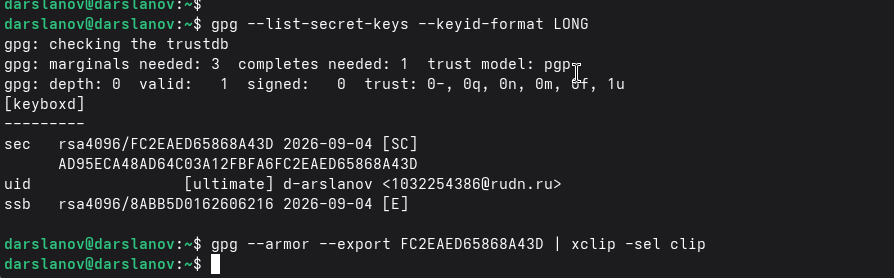 darslanov@darslanov:~$
darslanov@darslanov:~$ gpg --list-secret-keys --keyid-format LONG
gpg: checking the trustdb
gpg: marginals needed: 3  completes needed: 1  trust model: pgp
gpg: depth: 0  valid:   1  signed:   0  trust: 0-, 0q, 0n, 0m, 0f, 1u
[keyboxd]
---------
sec   rsa4096/FC2EAED65868A43D 2026-09-04 [SC]
      AD95ECA48AD64C03A12FBFA6FC2EAED65868A43D
uid                 [ultimate] d-arslanov <1032254386@rudn.ru>
ssb   rsa4096/8ABB5D0162606216 2026-09-04 [E]

darslanov@darslanov:~$ gpg --armor --export FC2EAED65868A43D | xclip -sel clip
darslanov@darslanov:~$